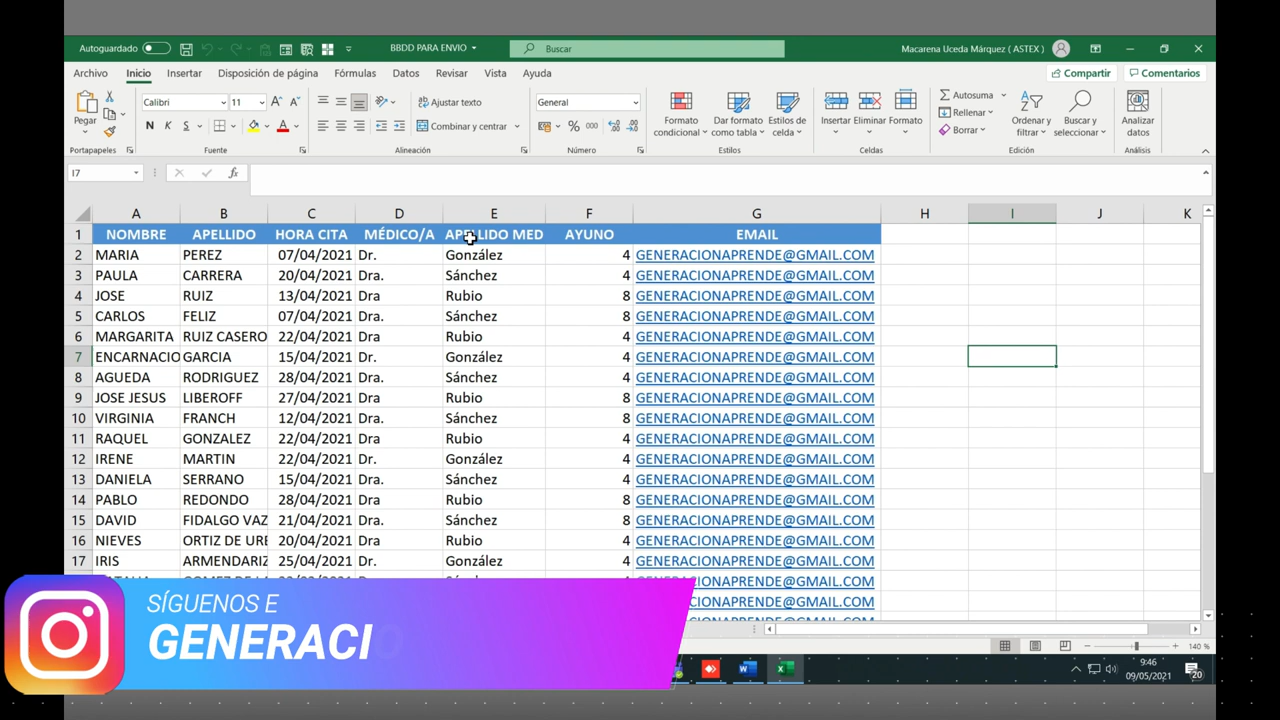 Autoguardado
BBDD PARA ENVIO
Buscar
Macarena Uceda Márquez ( ASTEX )
Archivo Inicio Insertar Disposición de página Fórmulas Datos Revisar Vista Ayuda Compartir Comentarios
Pegar
Portapapeles
Calibri 11
N K S
Fuente
Ajustar texto
Combinar y centrar
Alineación
General
% 000
Número
Formato condicional
Dar formato como tabla
Estilos de celda
Estilos
Insertar Eliminar Formato
Celdas
Autosuma
Rellenar
Borrar
Ordenar y filtrar
Buscar y seleccionar
Edición
Analizar datos
Análisis
I7 fx
A B C D E F G H I J K
1 NOMBRE APELLIDO HORA CITA MÉDICO/A APELLIDO MED AYUNO EMAIL
2 MARIA PEREZ 07/04/2021 Dr. González 4 GENERACIONAPRENDE@GMAIL.COM
3 PAULA CARRERA 20/04/2021 Dra. Sánchez 4 GENERACIONAPRENDE@GMAIL.COM
4 JOSE RUIZ 13/04/2021 Dra Rubio 8 GENERACIONAPRENDE@GMAIL.COM
5 CARLOS FELIZ 07/04/2021 Dra. Sánchez 8 GENERACIONAPRENDE@GMAIL.COM
6 MARGARITA RUIZ CASERO 22/04/2021 Dra Rubio 4 GENERACIONAPRENDE@GMAIL.COM
7 ENCARNACIO GARCIA 15/04/2021 Dr. González 4 GENERACIONAPRENDE@GMAIL.COM
8 AGUEDA RODRIGUEZ 28/04/2021 Dra. Sánchez 4 GENERACIONAPRENDE@GMAIL.COM
9 JOSE JESUS LIBEROFF 27/04/2021 Dra Rubio 8 GENERACIONAPRENDE@GMAIL.COM
10 VIRGINIA FRANCH 12/04/2021 Dra. Sánchez 8 GENERACIONAPRENDE@GMAIL.COM
11 RAQUEL GONZALEZ 22/04/2021 Dra Rubio 4 GENERACIONAPRENDE@GMAIL.COM
12 IRENE MARTIN 22/04/2021 Dr. González 4 GENERACIONAPRENDE@GMAIL.COM
13 DANIELA SERRANO 15/04/2021 Dra. Sánchez 4 GENERACIONAPRENDE@GMAIL.COM
14 PABLO REDONDO 28/04/2021 Dra Rubio 8 GENERACIONAPRENDE@GMAIL.COM
15 DAVID FIDALGO VAZ 21/04/2021 Dra. Sánchez 8 GENERACIONAPRENDE@GMAIL.COM
16 NIEVES ORTIZ DE URE 20/04/2021 Dra Rubio 4 GENERACIONAPRENDE@GMAIL.COM
17 IRIS ARMENDARIZ 25/04/2021 Dr. González 4 GENERACIONAPRENDE@GMAIL.COM
CIONAPRENDE@GMAIL.COM
CIONAPRENDE@GMAIL.COM
SÍGUENOS E
GENERACI
140 %
9:46
09/05/2021
20